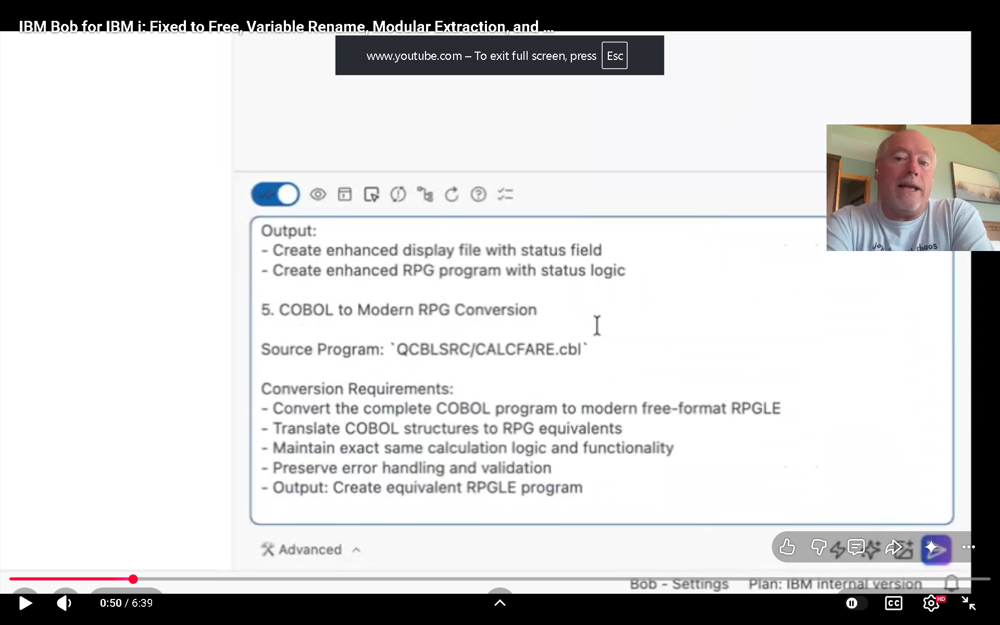 IBM Bob for IBM i: Fixed to Free, Variable Rename, Modular Extraction, and ...
www.youtube.com – To exit full screen, press Esc
Output:
- Create enhanced display file with status field
- Create enhanced RPG program with status logic
5. COBOL to Modern RPG Conversion
Source Program: `QCBLSRC/CALCFARE.cbl`
Conversion Requirements:
- Convert the complete COBOL program to modern free-format RPGLE
- Translate COBOL structures to RPG equivalents
- Maintain exact same calculation logic and functionality
- Preserve error handling and validation
- Output: Create equivalent RPGLE program
Advanced
Bob - Settings Plan: IBM internal version
0:50 / 6:39
CC
HD
chaos